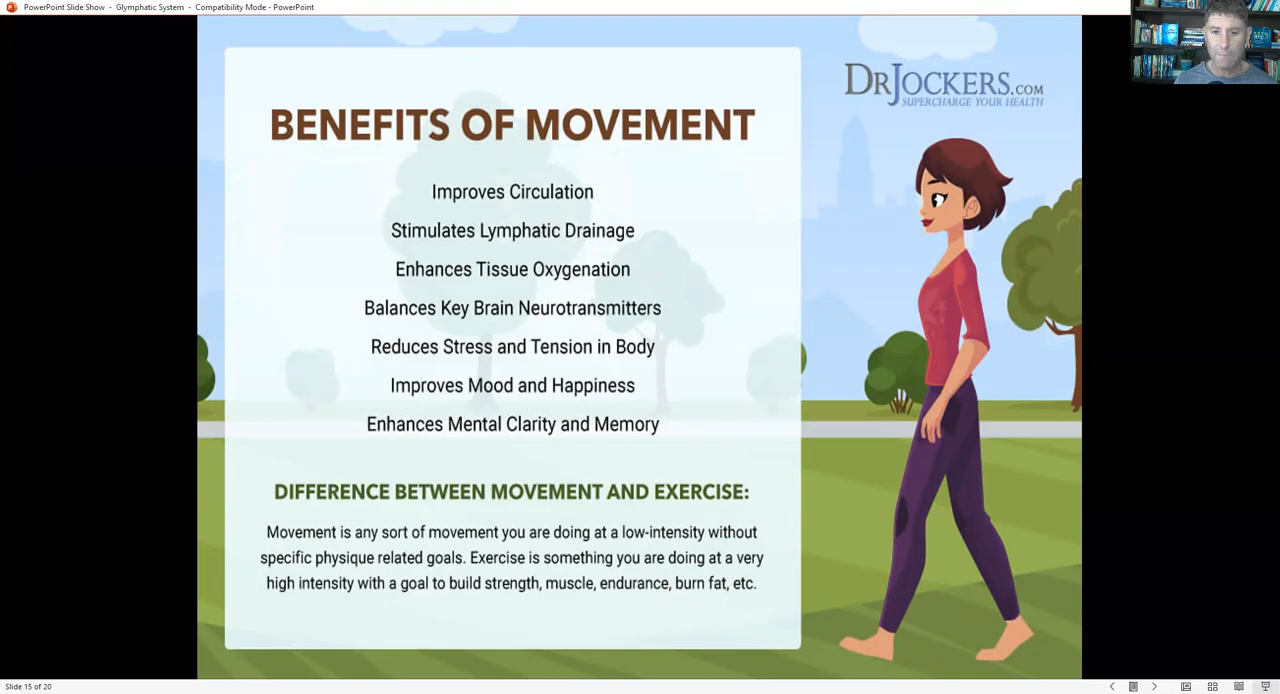 PowerPoint Slide Show - Glymphatic System - Compatibility Mode - PowerPoint
DRJOCKERS.COM
SUPERCHARGE YOUR HEALTH
BENEFITS OF MOVEMENT
Improves Circulation
Stimulates Lymphatic Drainage
Enhances Tissue Oxygenation
Balances Key Brain Neurotransmitters
Reduces Stress and Tension in Body
Improves Mood and Happiness
Enhances Mental Clarity and Memory
DIFFERENCE BETWEEN MOVEMENT AND EXERCISE:
Movement is any sort of movement you are doing at a low-intensity without
specific physique related goals. Exercise is something you are doing at a very
high intensity with a goal to build strength, muscle, endurance, burn fat, etc.
Slide 15 of 20